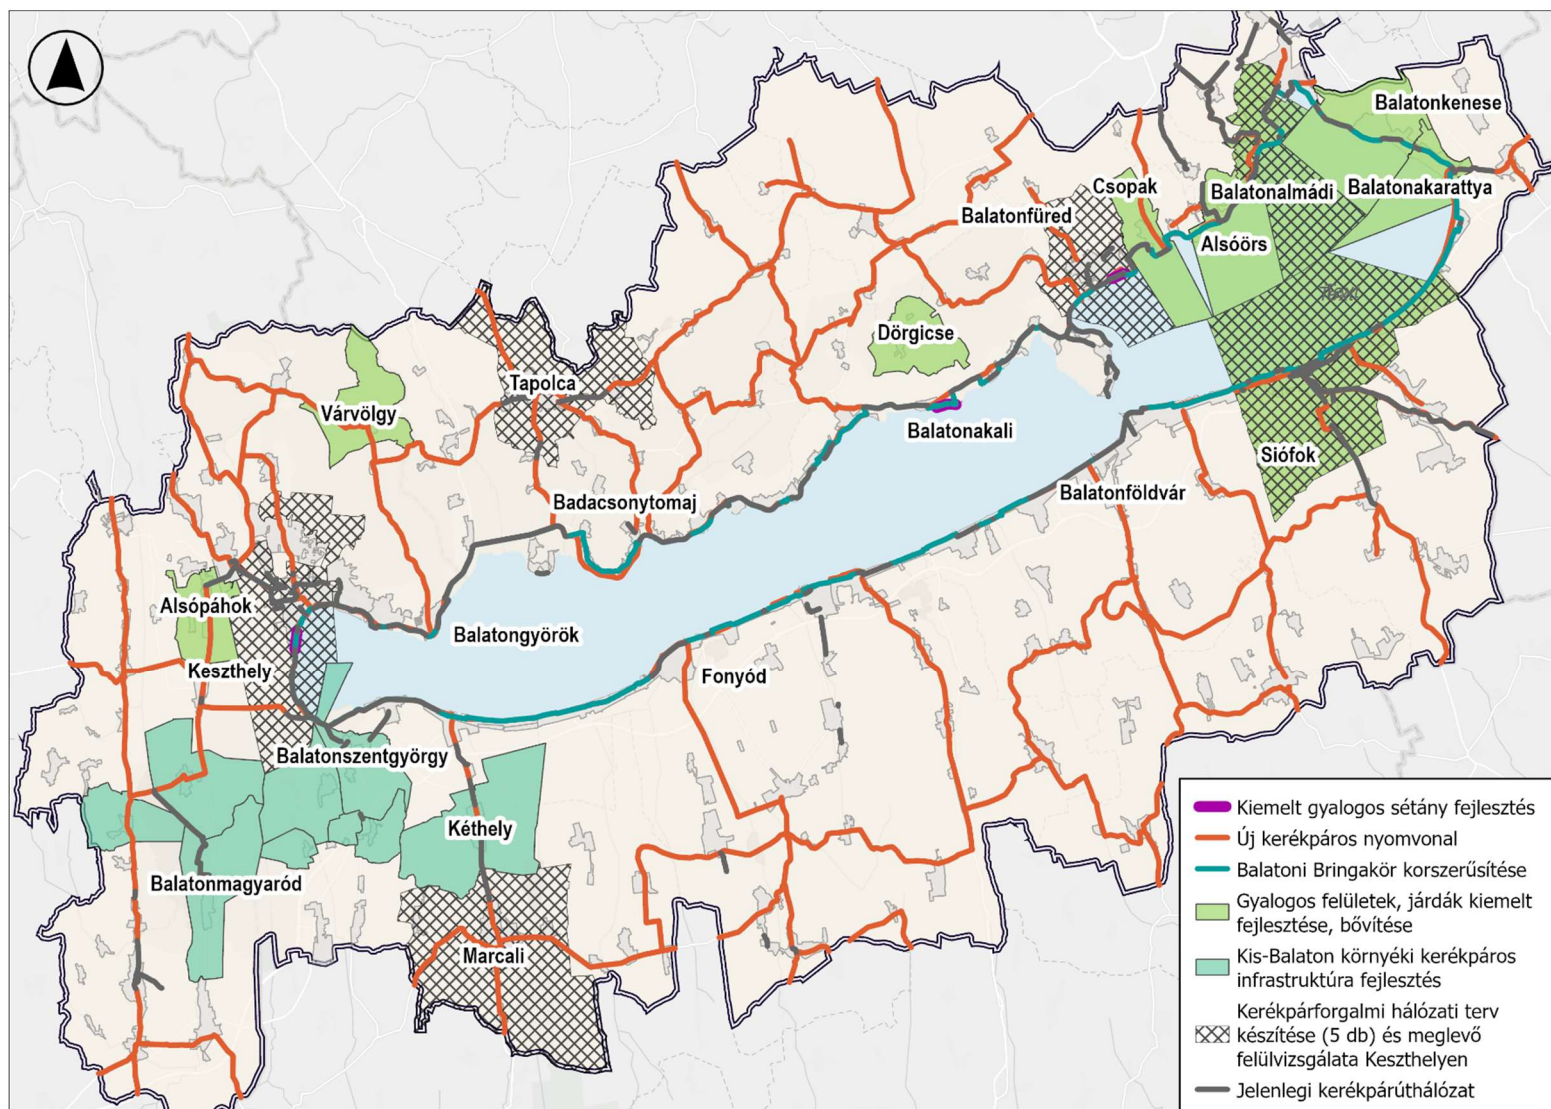 Balatonkenese
Csopak
Balatonalmádi
Balatonakarattya
Balatonfüred
Alsóörs
Dörgicse
Tapolca
Várvölgy
Balatonakali
Siófok
Balatonföldvár
Badacsonytomaj
Alsópáhok
Balatongyörök
Keszthely
Fonyód
Balatonszentgyörgy
Kéthely
Balatonmagyaród
Marcali
Kiemelt gyalogos sétány fejlesztés
Új kerékpáros nyomvonal
Balatoni Bringakör korszerűsítése
Gyalogos felületek, járdák kiemelt
fejlesztése, bővítése
Kis-Balaton környéki kerékpáros
infrastruktúra fejlesztés
Kerékpárforgalmi hálózati terv
készítése (5 db) és meglevő
felülvizsgálata Keszthelyen
Jelenlegi kerékpárúthálózat